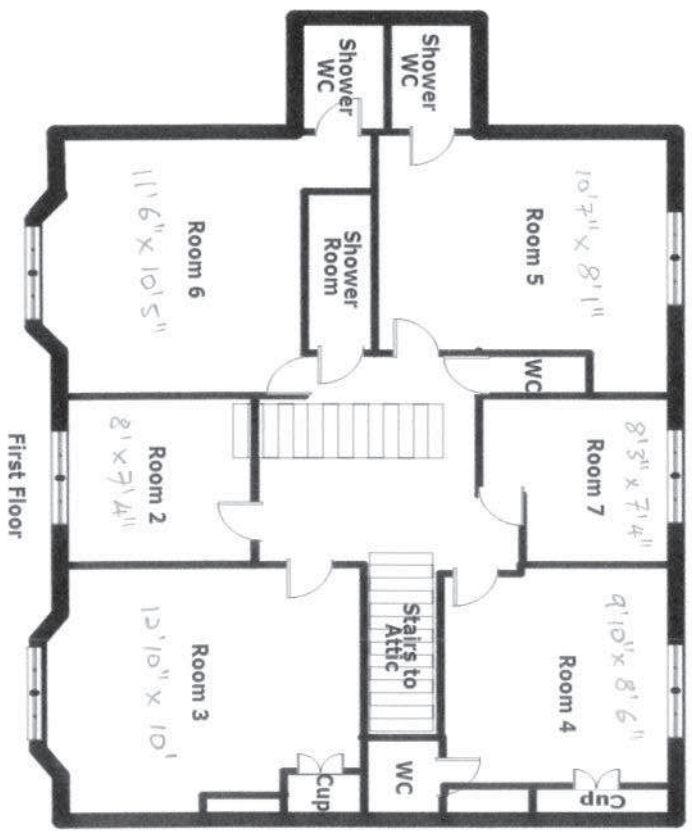 Shower
WC
Shower
WC
Room 5
10'7" x 8'1"
Room 6
11'6" x 10'5"
Shower
Room
WC
Room 7
8'3" x 7'4"
Room 2
8' x 7'4"
First Floor
Stairs to
Attic
Room 4
9'10" x 8'6"
Room 3
12'10" x 10'
WC
Cup
Cup